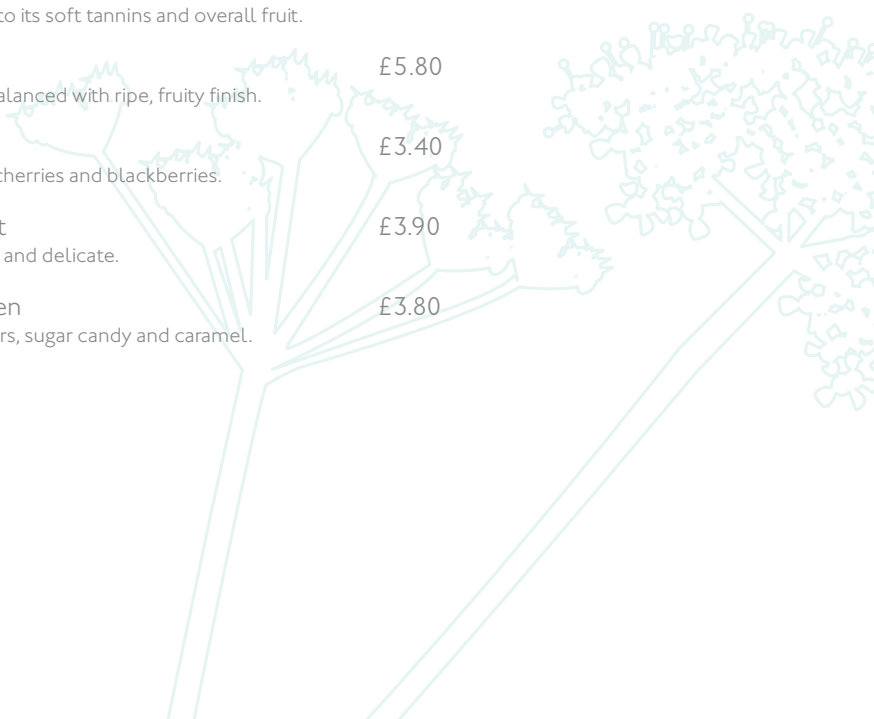 to its soft tannins and overall fruit.
£5.80
alanced with ripe, fruity finish.
£3.40
cherries and blackberries.
t £3.90
and delicate.
en £3.80
rs, sugar candy and caramel.